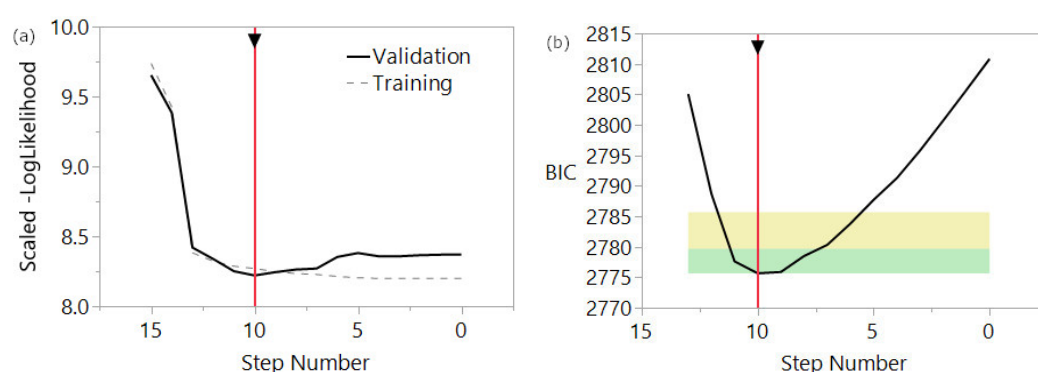 (a)
Scaled -LogLikelihood
10.0
9.5
9.0
8.5
8.0
Validation
Training
15
10
5
0
Step Number
(b)
BIC
2815
2810
2805
2800
2795
2790
2785
2780
2775
2770
15
10
5
0
Step Number